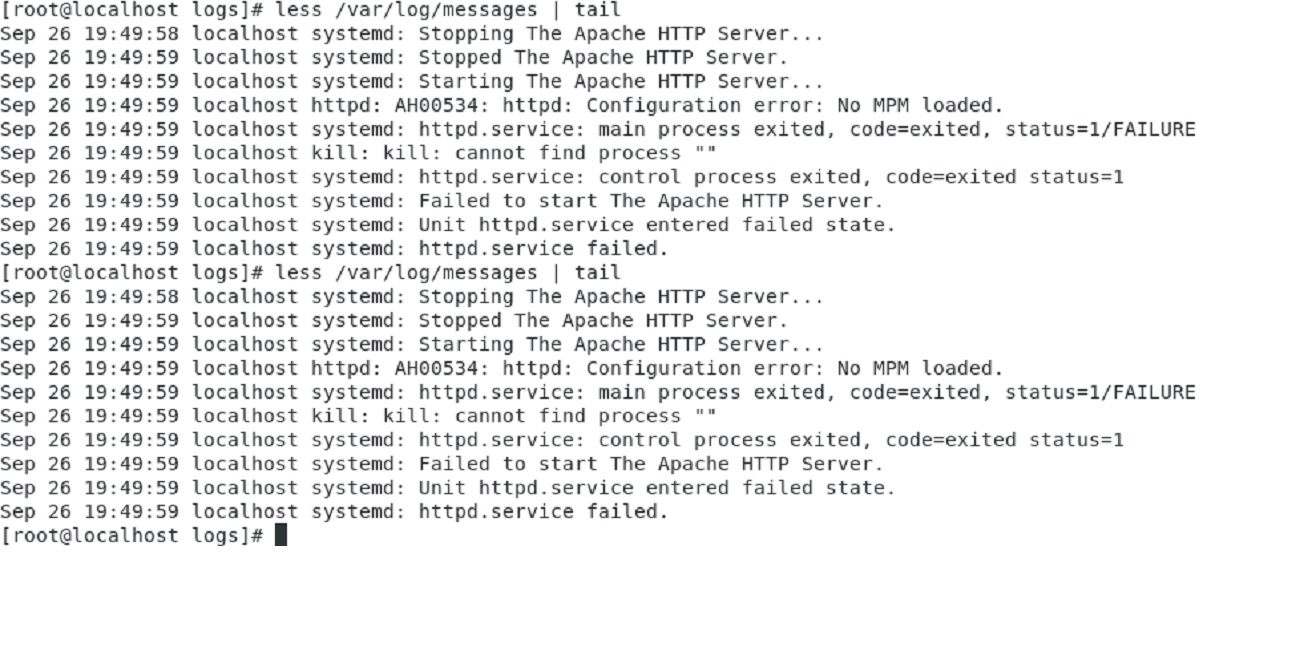 [root@localhost logs]# less /var/log/messages | tail
Sep 26 19:49:58 localhost systemd: Stopping The Apache HTTP Server...
Sep 26 19:49:59 localhost systemd: Stopped The Apache HTTP Server.
Sep 26 19:49:59 localhost systemd: Starting The Apache HTTP Server...
Sep 26 19:49:59 localhost httpd: AH00534: httpd: Configuration error: No MPM loaded.
Sep 26 19:49:59 localhost systemd: httpd.service: main process exited, code=exited, status=1/FAILURE
Sep 26 19:49:59 localhost kill: kill: cannot find process ""
Sep 26 19:49:59 localhost systemd: httpd.service: control process exited, code=exited status=1
Sep 26 19:49:59 localhost systemd: Failed to start The Apache HTTP Server.
Sep 26 19:49:59 localhost systemd: Unit httpd.service entered failed state.
Sep 26 19:49:59 localhost systemd: httpd.service failed.
[root@localhost logs]# less /var/log/messages | tail
Sep 26 19:49:58 localhost systemd: Stopping The Apache HTTP Server...
Sep 26 19:49:59 localhost systemd: Stopped The Apache HTTP Server.
Sep 26 19:49:59 localhost systemd: Starting The Apache HTTP Server...
Sep 26 19:49:59 localhost httpd: AH00534: httpd: Configuration error: No MPM loaded.
Sep 26 19:49:59 localhost systemd: httpd.service: main process exited, code=exited, status=1/FAILURE
Sep 26 19:49:59 localhost kill: kill: cannot find process ""
Sep 26 19:49:59 localhost systemd: httpd.service: control process exited, code=exited status=1
Sep 26 19:49:59 localhost systemd: Failed to start The Apache HTTP Server.
Sep 26 19:49:59 localhost systemd: Unit httpd.service entered failed state.
Sep 26 19:49:59 localhost systemd: httpd.service failed.
[root@localhost logs]#